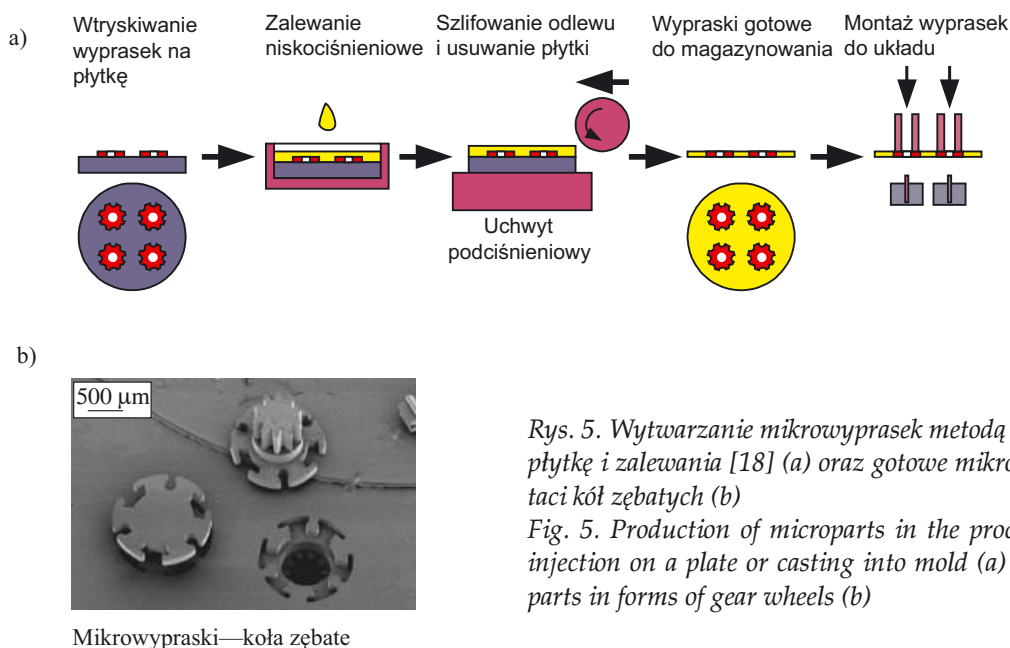 a)
Wtryskiwanie
wyprasek na
płytkę
Zalewanie
niskociśnieniowe
Szlifowanie odlewu
i usuwanie płytki
Wypraski gotowe
do magazynowania
Montaż wyprasek
do układu
Uchwyt
podciśnieniowy
b)
500 μm
Mikrowypraski—koła zębate
Rys. 5. Wytwarzanie mikrowyprasek metodą
płytkę i zalewania [18] (a) oraz gotowe mikro
taci kół zębatych (b)
Fig. 5. Production of microparts in the proc
injection on a plate or casting into mold (a)
parts in forms of gear wheels (b)